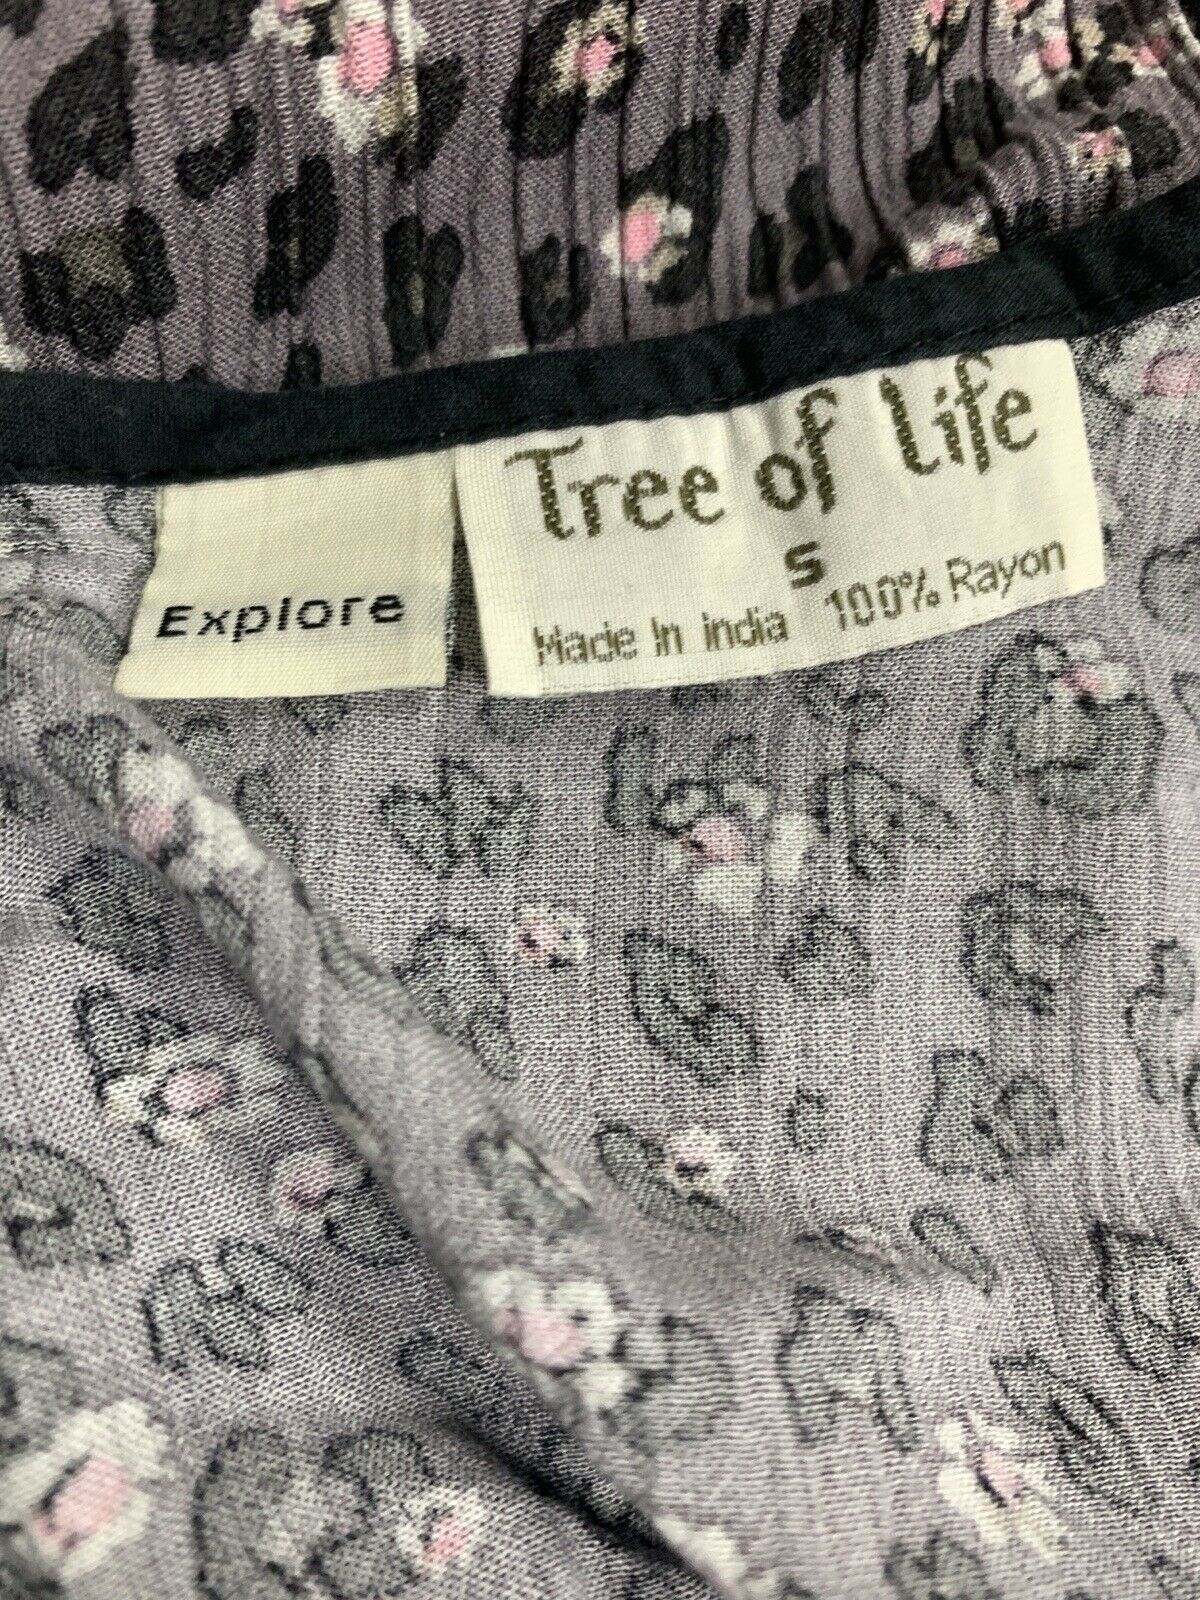 Explore
Tree of life
S
Made In India 100% Rayon